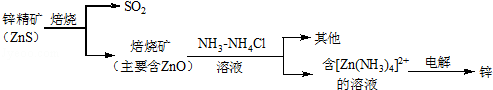 锌精矿
(ZnS)
焙烧
SO2
焙烧矿
(主要含ZnO)
NH3-NH4Cl
溶液
其他
含[Zn(NH3)4]2+
的溶液
电解
锌